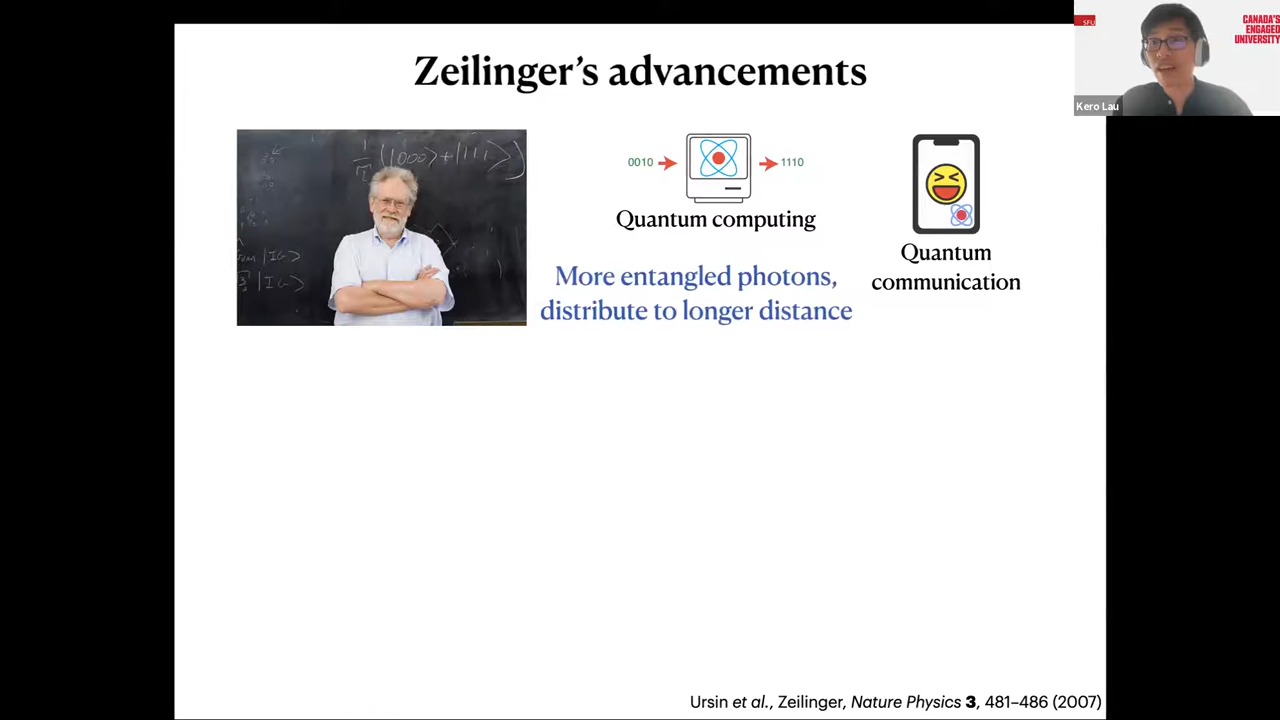 Zeilinger's advancements
0010
1110
Quantum computing
Quantum
communication
More entangled photons,
distribute to longer distance
Ursin et al., Zeilinger, Nature Physics 3, 481–486 (2007)
SFU
CANADA'S
ENGAGED
UNIVERSITY
Kero Lau